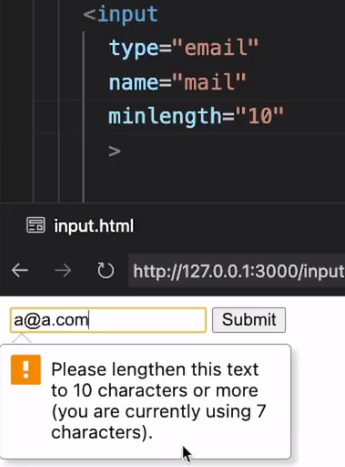 <input
type="email"
name="mail"
minlength="10"
>
input.html
http://127.0.0.1:3000/input
a@a.com Submit
! Please lengthen this text
to 10 characters or more
(you are currently using 7
characters).